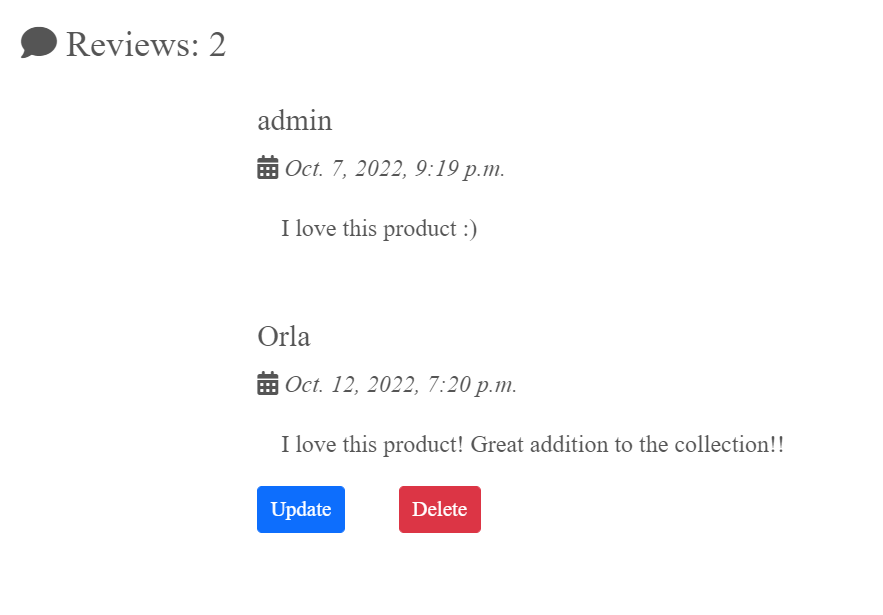 Reviews: 2
admin
Oct. 7, 2022, 9:19 p.m.
I love this product :)
Orla
Oct. 12, 2022, 7:20 p.m.
I love this product! Great addition to the collection!!
Update Delete